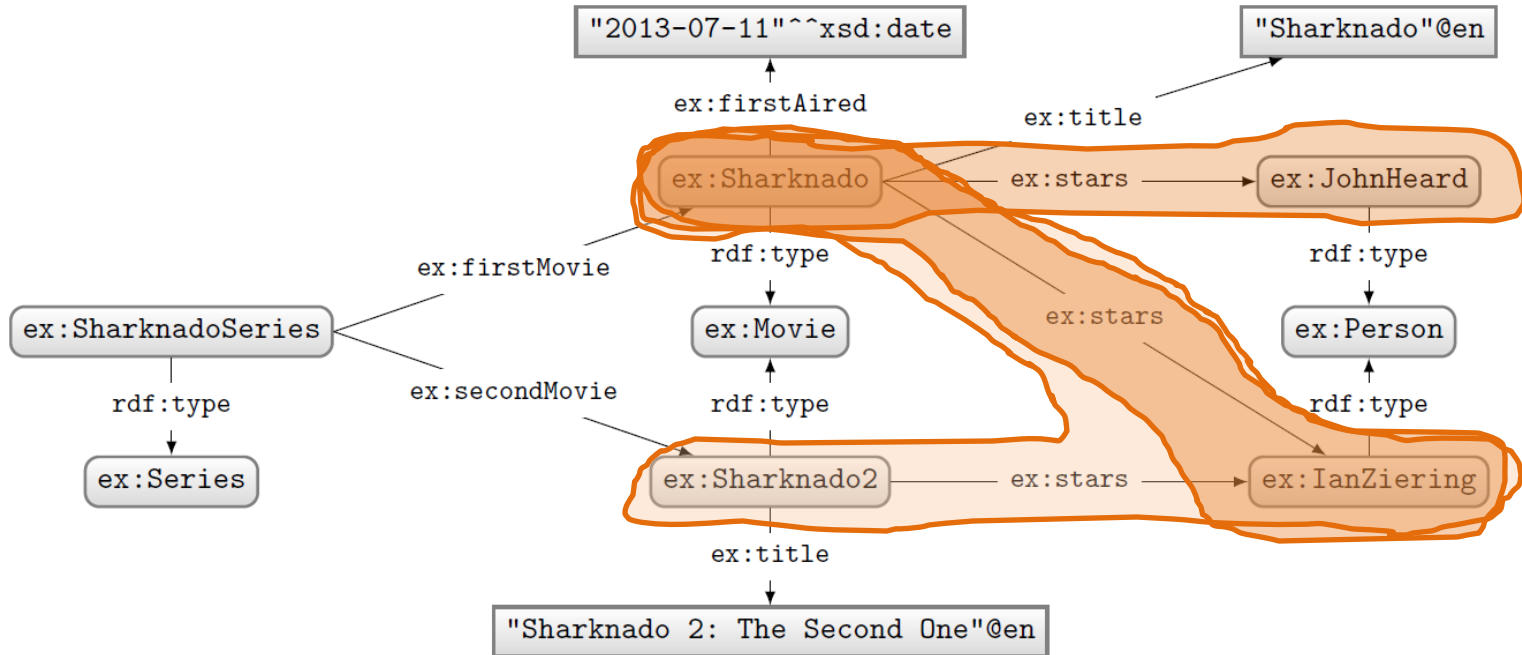 "2013-07-11"^^xsd:date
"Sharknado"@en
ex:firstAired
ex:title
ex:Sharknado
ex:stars
ex:JohnHeard
ex:firstMovie
rdf:type
rdf:type
ex:SharknadoSeries
ex:Movie
ex:stars
ex:Person
ex:secondMovie
rdf:type
rdf:type
rdf:type
ex:Series
ex:Sharknado2
ex:stars
ex:IanZiering
ex:title
"Sharknado 2: The Second One"@en